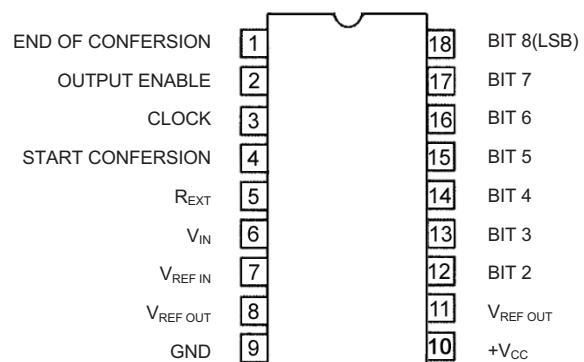 END OF CONFERSION 1 18 BIT 8(LSB)
OUTPUT ENABLE 2 17 BIT 7
CLOCK 3 16 BIT 6
START CONFERSION 4 15 BIT 5
REXT 5 14 BIT 4
VIN 6 13 BIT 3
VREF IN 7 12 BIT 2
VREF OUT 8 11 VREF OUT
GND 9 10 +VCC